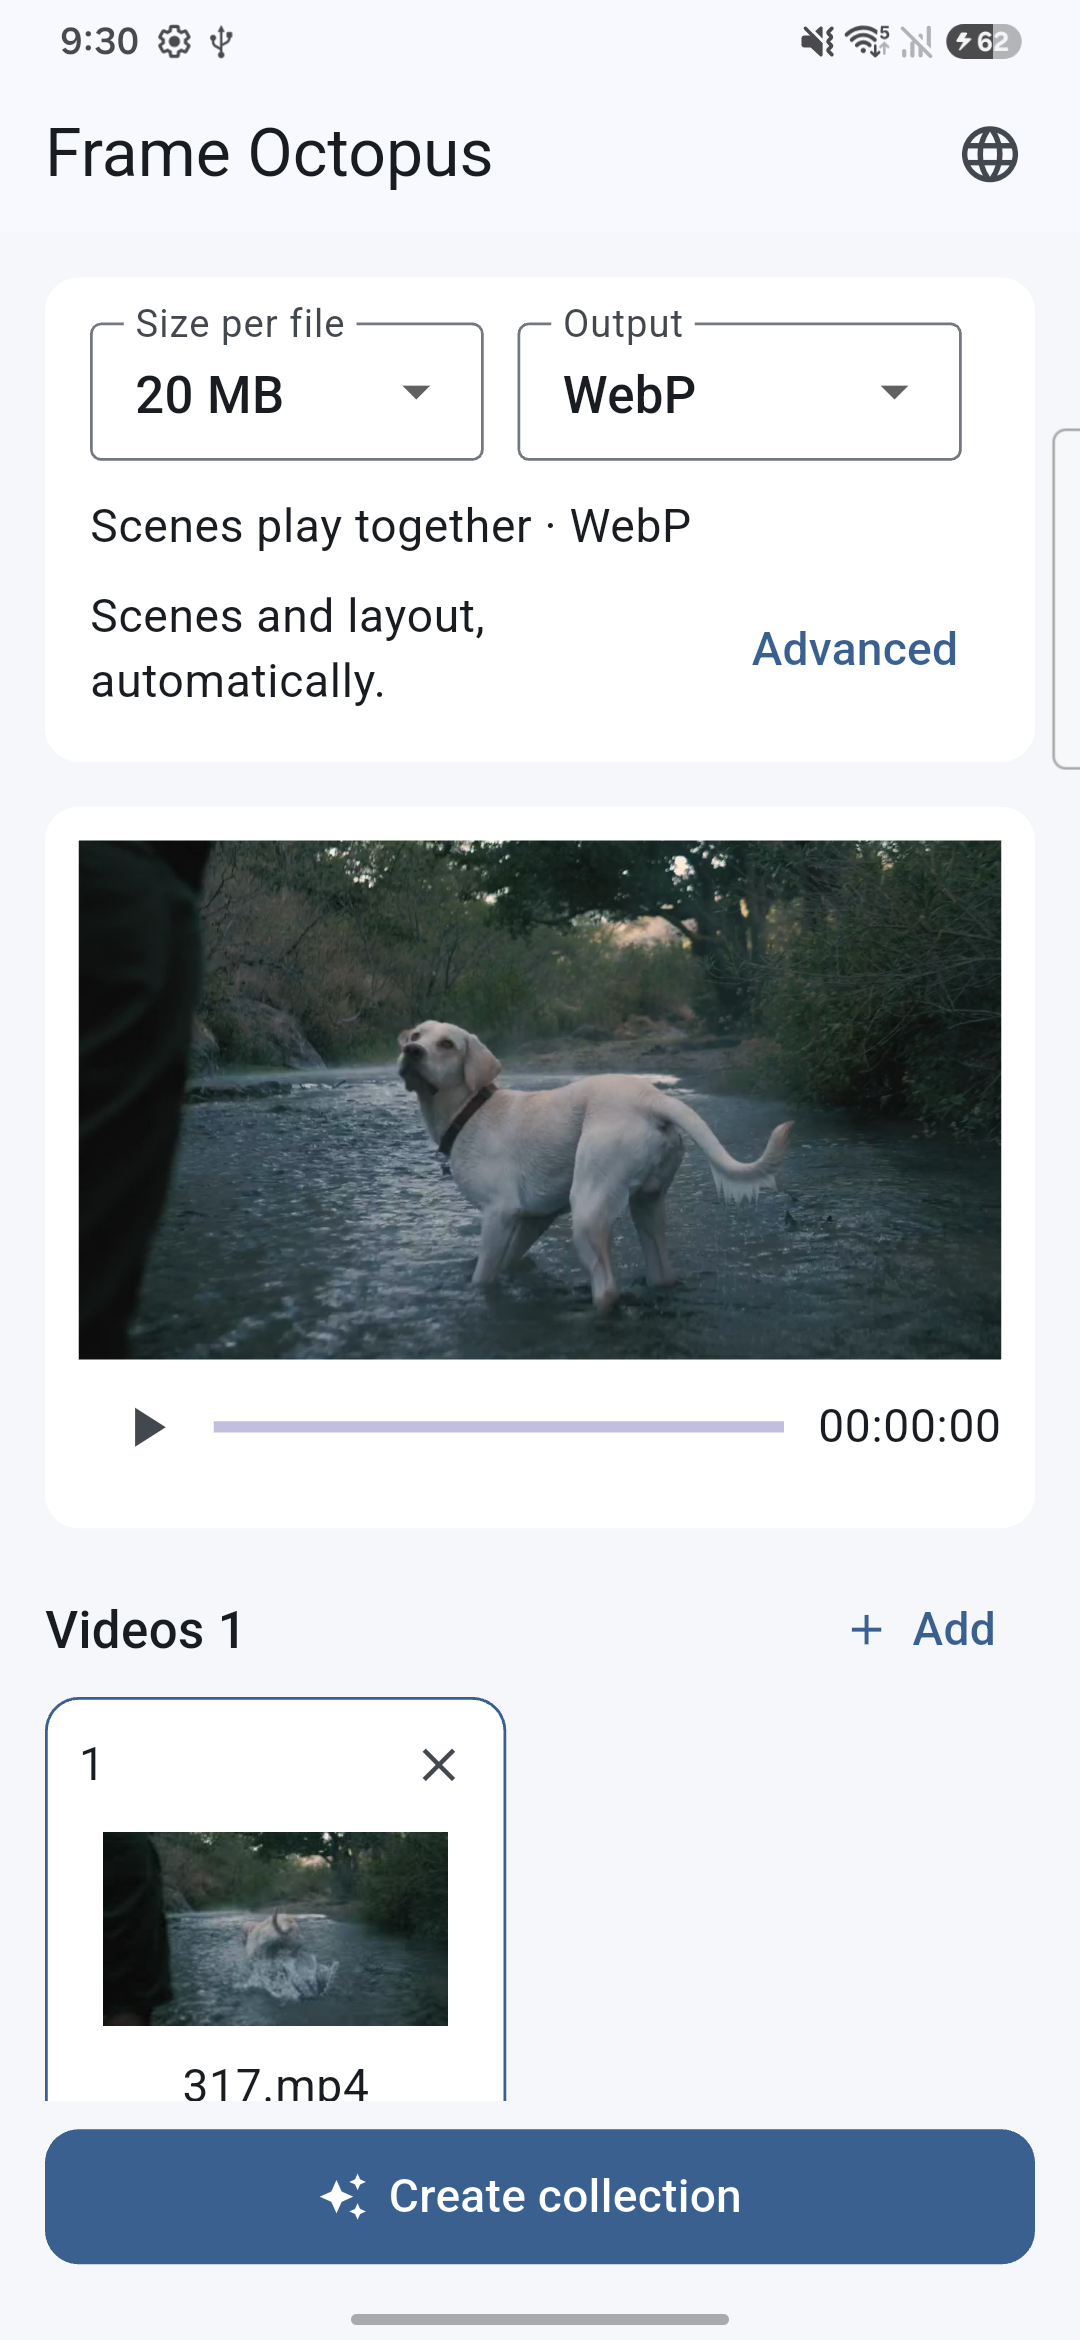 9:30
5
62
Frame Octopus
Size per file
Output
20 MB
WebP
Scenes play together · WebP
Scenes and layout,
automatically.
Advanced
00:00:00
Videos 1
+ Add
1
317.mp4
Create collection